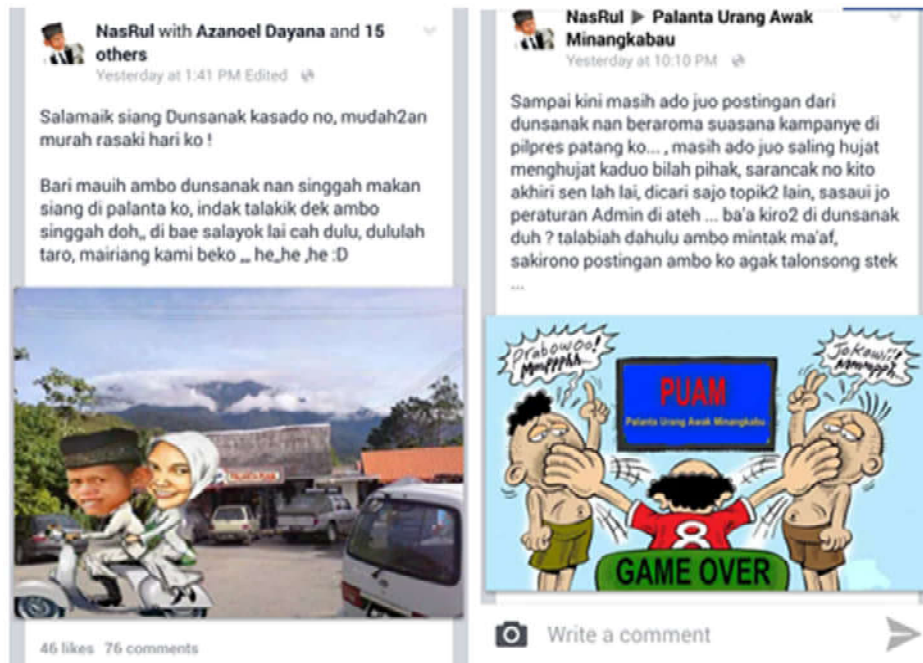 NasRul with Azanoel Dayana and 15
others
Yesterday at 1:41 PM Edited
Salamaik siang Dunsanak kasado no, mudah2an
murah rasaki hari ko !
Bari mauih ambo dunsanak nan singgah makan
siang di palanta ko, indak talakik dek ambo
singgah doh,, di bae salayok lai cah dulu, dululah
taro, mairiang kami beko ,,, he,,he ,he :D
46 likes 76 comments
NasRul ▶ Palanta Urang Awak
Minangkabau
Yesterday at 10:10 PM
Sampai kini masih ado juo postingan dari
dunsanak nan beraroma suasana kampanye di
pilpres patang ko... , masih ado juo saling hujat
menghujat kaduo bilah pihak, sarancak no kito
akhiri sen lah lai, dicari sajo topik2 lain, sasaui jo
peraturan Admin di ateh ... ba'a kiro2 di dunsanak
duh ? talabiah dahulu ambo mintak ma'af,
sakirono postingan ambo ko agak talonsong stek
...
Prabowoo!
Jokowii!
PUAM
Palanta Urang Awak Minangkabu
8
GAME OVER
Write a comment